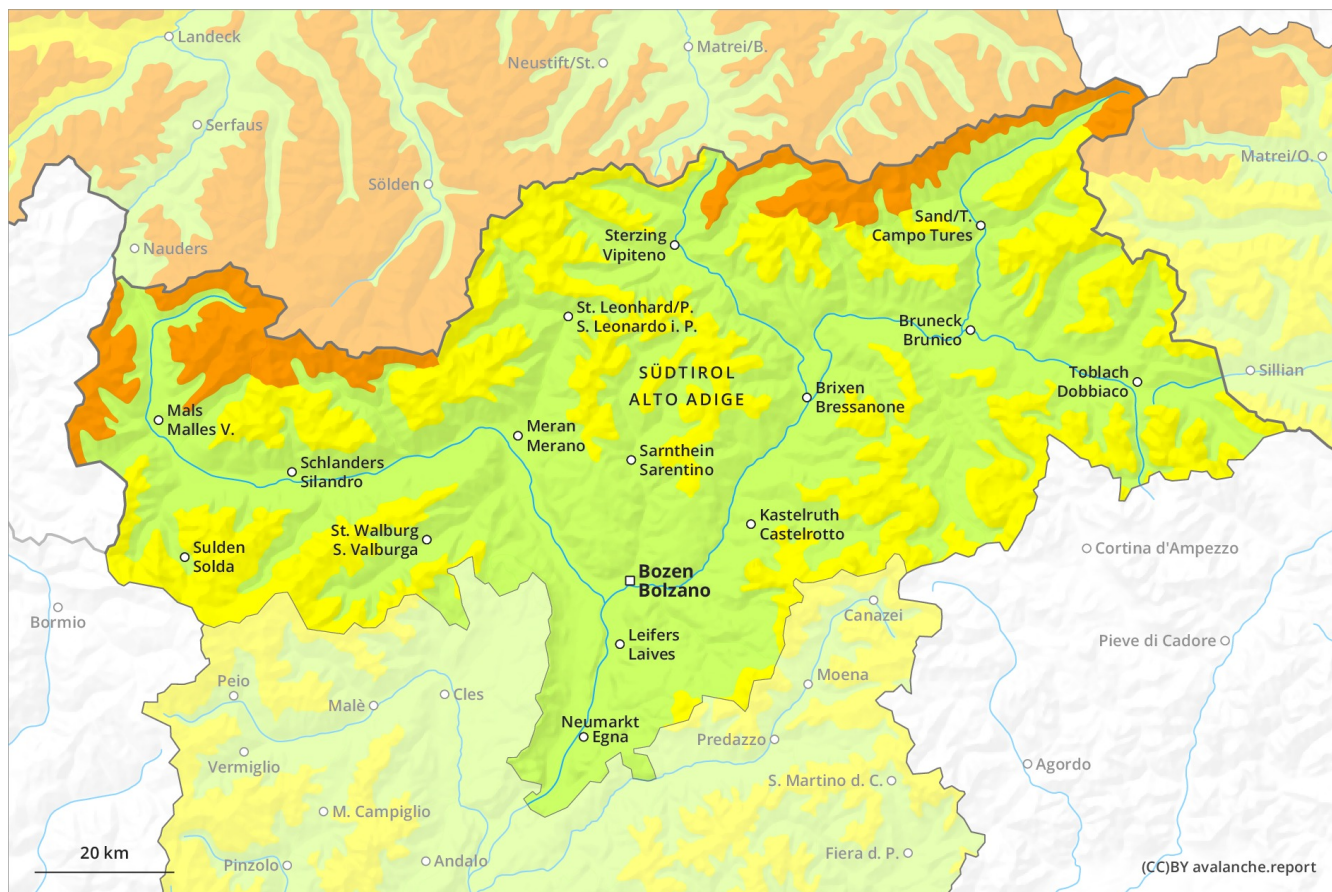 Landeck
Matrei/B.
Neustift/St.
Serfaus
Matrei/O.
Sölden
Sand/T.
Campo Tures
Nauders
Sterzing
Vipiteno
St. Leonhard/P.
S. Leonardo i. P.
Bruneck
Brunico
SÜDTIROL
ALTO ADIGE
Toblach
Dobbiaco
Sillian
Brixen
Bressanone
Mals
Malles V.
Meran
Merano
Sarnthein
Sarentino
Schlanders
Silandro
Kastelruth
Castelrotto
St. Walburg
S. Valburga
Sulden
Solda
Cortina d'Ampezzo
Bozen
Bolzano
Bormio
Canazei
Leifers
Laives
Pieve di Cadore
Peio
Moena
Malè
Cles
Neumarkt
Egna
Predazzo
Vermiglio
Agordo
S. Martino d. C.
M. Campiglio
20 km
Pinzolo
Andalo
Fiera d. P.
(CC)BY avalanche.report